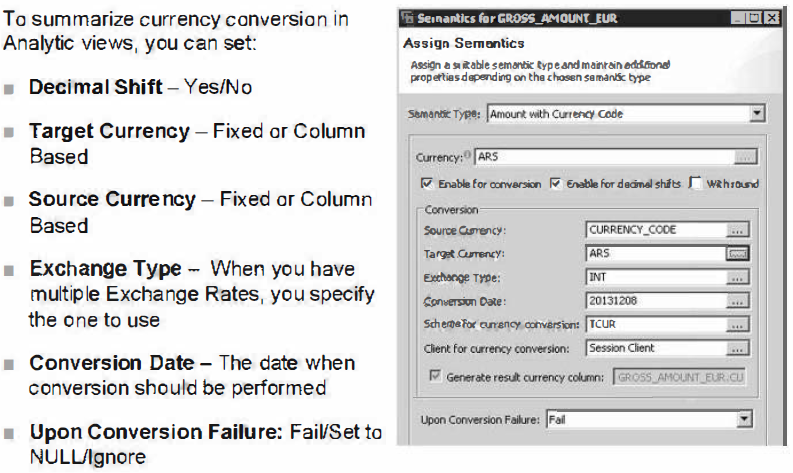 To summarize currency conversion in
Analytic views, you can set:
Decimal Shift – Yes/No
Target Currency – Fixed or Column
Based
Source Currency – Fixed or Column
Based
Exchange Type – When you have
multiple Exchange Rates, you specify
the one to use
Conversion Date – The date when
conversion should be performed
Upon Conversion Failure: Fail/Set to
NULL/Ignore
Semantics for GROSS_AMOUNT_EUR
Assign Semantics
Assign a suitable semantic type and maintain additional
properties depending on the chosen semantic type
Semantic Type: Amount with Currency Code
Currency: ARS
Enable for conversion Enable for decimal shifts With round
Conversion
Source Currency: CURRENCY_CODE ...
Target Currency: ARS ...
Exchange Type: INT ...
Conversion Date: 20131208 ...
Schema for currency conversion: TCUR ...
Client for currency conversion: Session Client ...
Generate result currency column: GROSS_AMOUNT_EUR.CU
Upon Conversion Failure: Fail